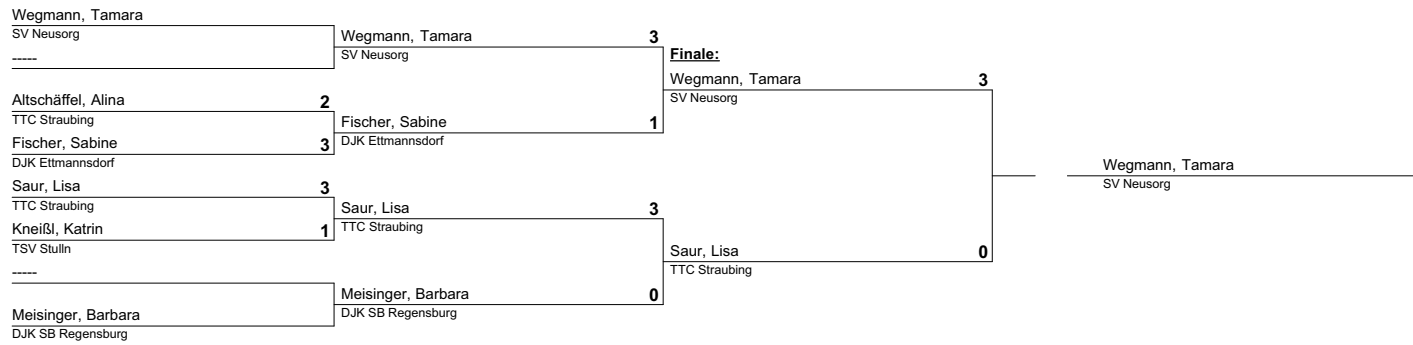 Wegmann, Tamara
SV Neusorg
-----
Altschäffel, Alina 2
TTC Straubing
Fischer, Sabine 3
DJK Ettmannsdorf
Saur, Lisa 3
TTC Straubing
Kneißl, Katrin 1
TSV Stulln
-----
Meisinger, Barbara
DJK SB Regensburg
Wegmann, Tamara 3
SV Neusorg
Fischer, Sabine 1
DJK Ettmannsdorf
Saur, Lisa 3
TTC Straubing
Meisinger, Barbara 0
DJK SB Regensburg
Finale:
Wegmann, Tamara 3
SV Neusorg
Saur, Lisa 0
TTC Straubing
Wegmann, Tamara
SV Neusorg